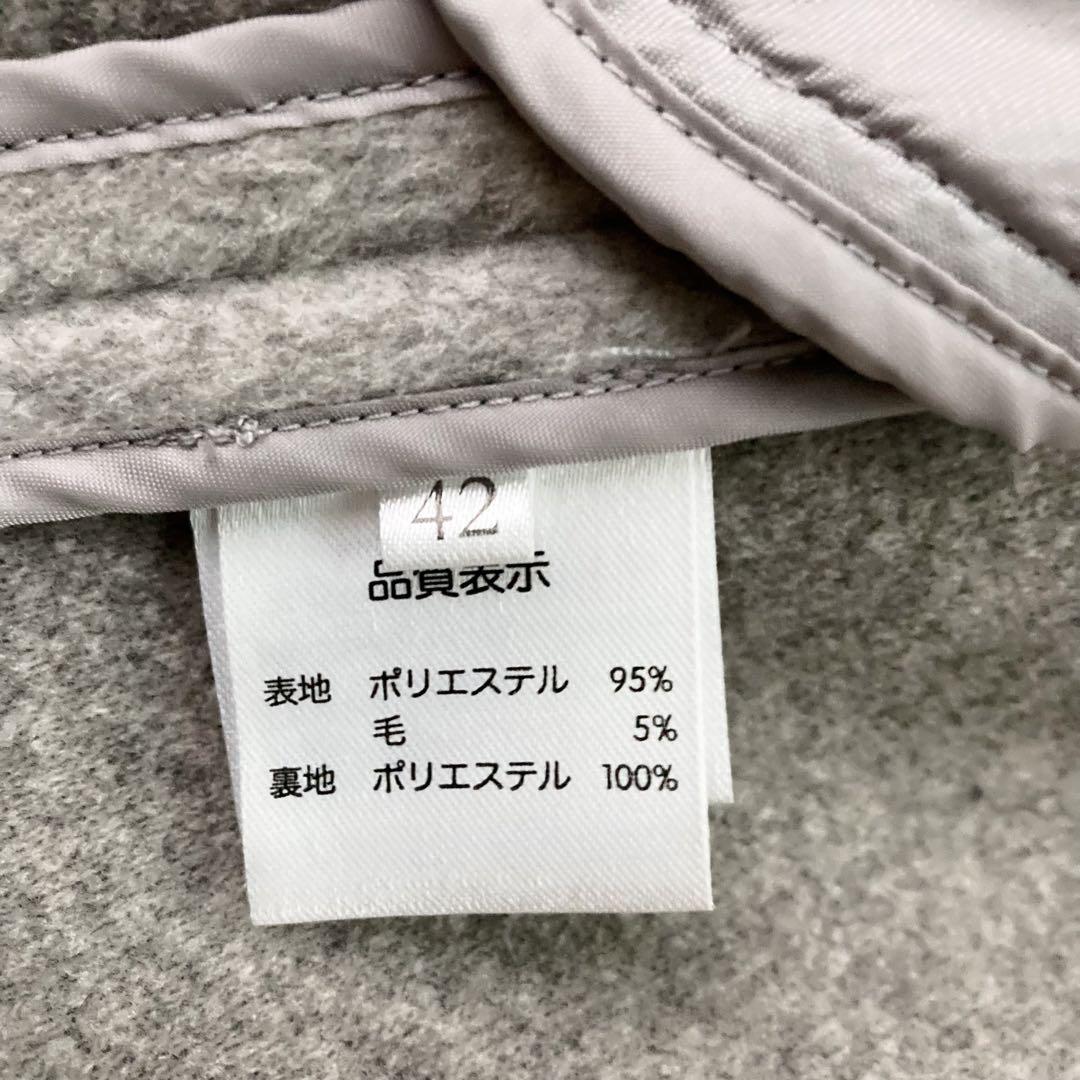 42
品質表示
表地 ポリエステル 95%
毛 5%
裏地 ポリエステル 100%